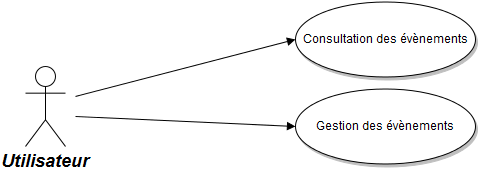 Consultation des évènements
Gestion des évènements
Utilisateur